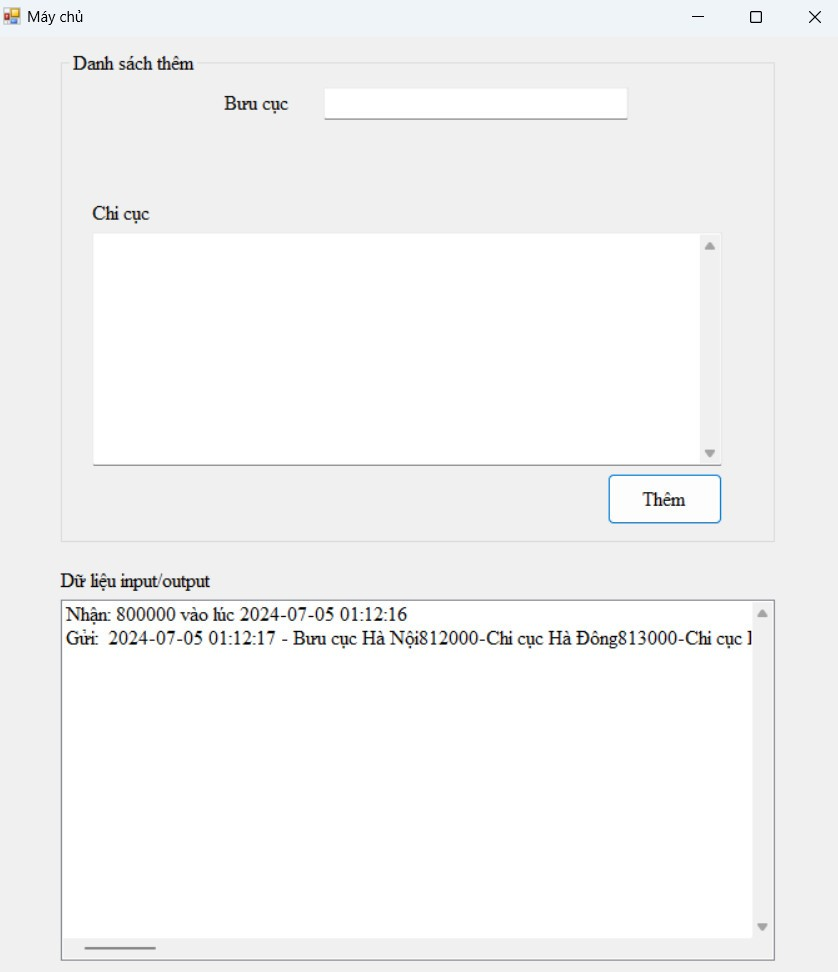 Máy chủ
Danh sách thêm
Bưu cục
Chi cục
Thêm
Dữ liệu input/output
Nhận: 800000 vào lúc 2024-07-05 01:12:16
Gửi:  2024-07-05 01:12:17 - Bưu cục Hà Nội812000-Chi cục Hà Đông813000-Chi cục